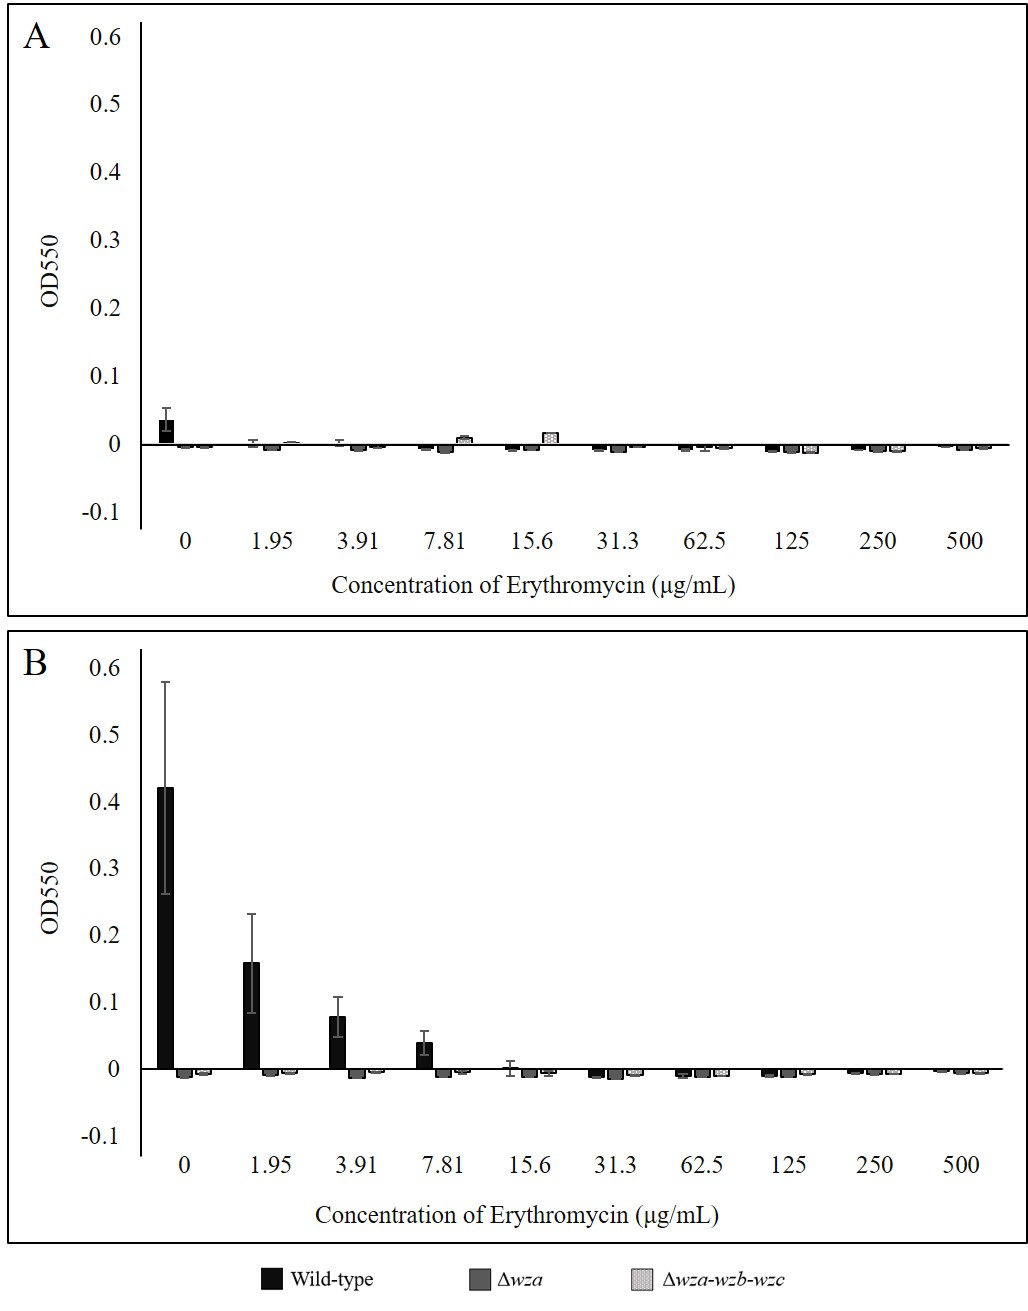 A
0.6
0.5
0.4
0.3
0.2
0.1
0
-0.1
OD550
0 1.95 3.91 7.81 15.6 31.3 62.5 125 250 500
Concentration of Erythromycin (µg/mL)
B
0.6
0.5
0.4
0.3
0.2
0.1
0
-0.1
OD550
0 1.95 3.91 7.81 15.6 31.3 62.5 125 250 500
Concentration of Erythromycin (µg/mL)
Wild-type Δwza Δwza-wzb-wzc